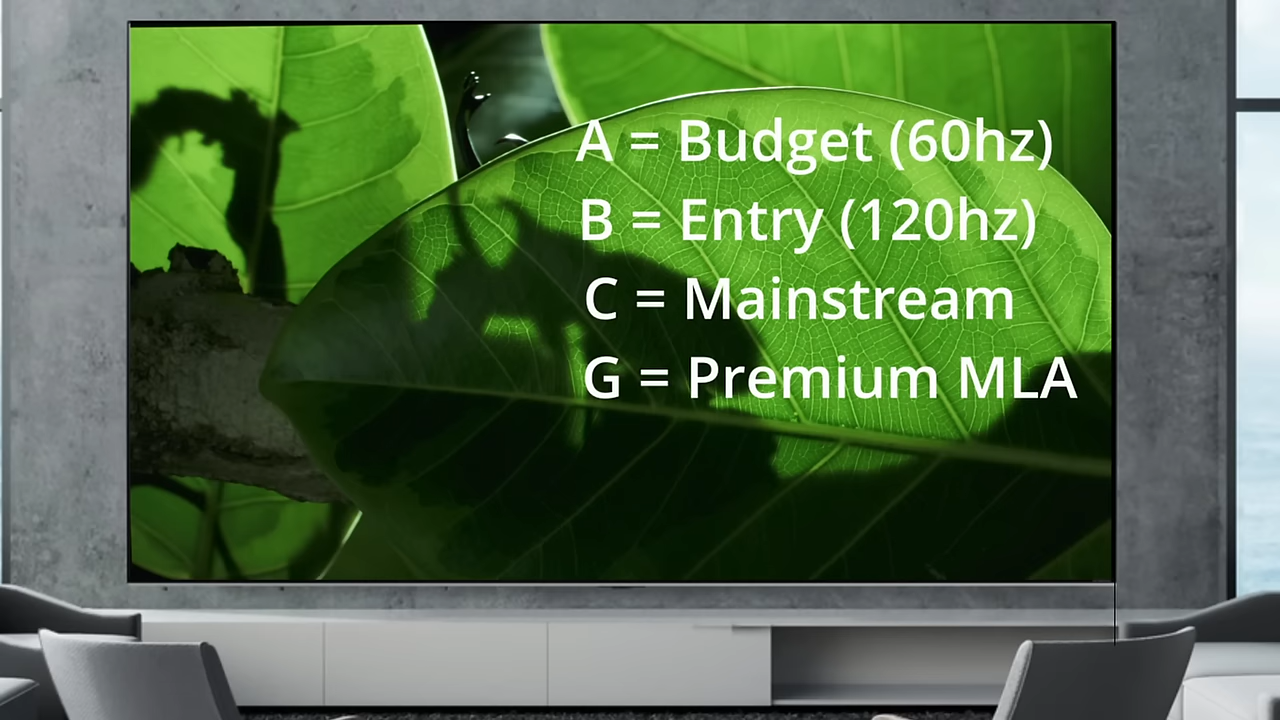 A = Budget (60hz)
B = Entry (120hz)
C = Mainstream
G = Premium MLA